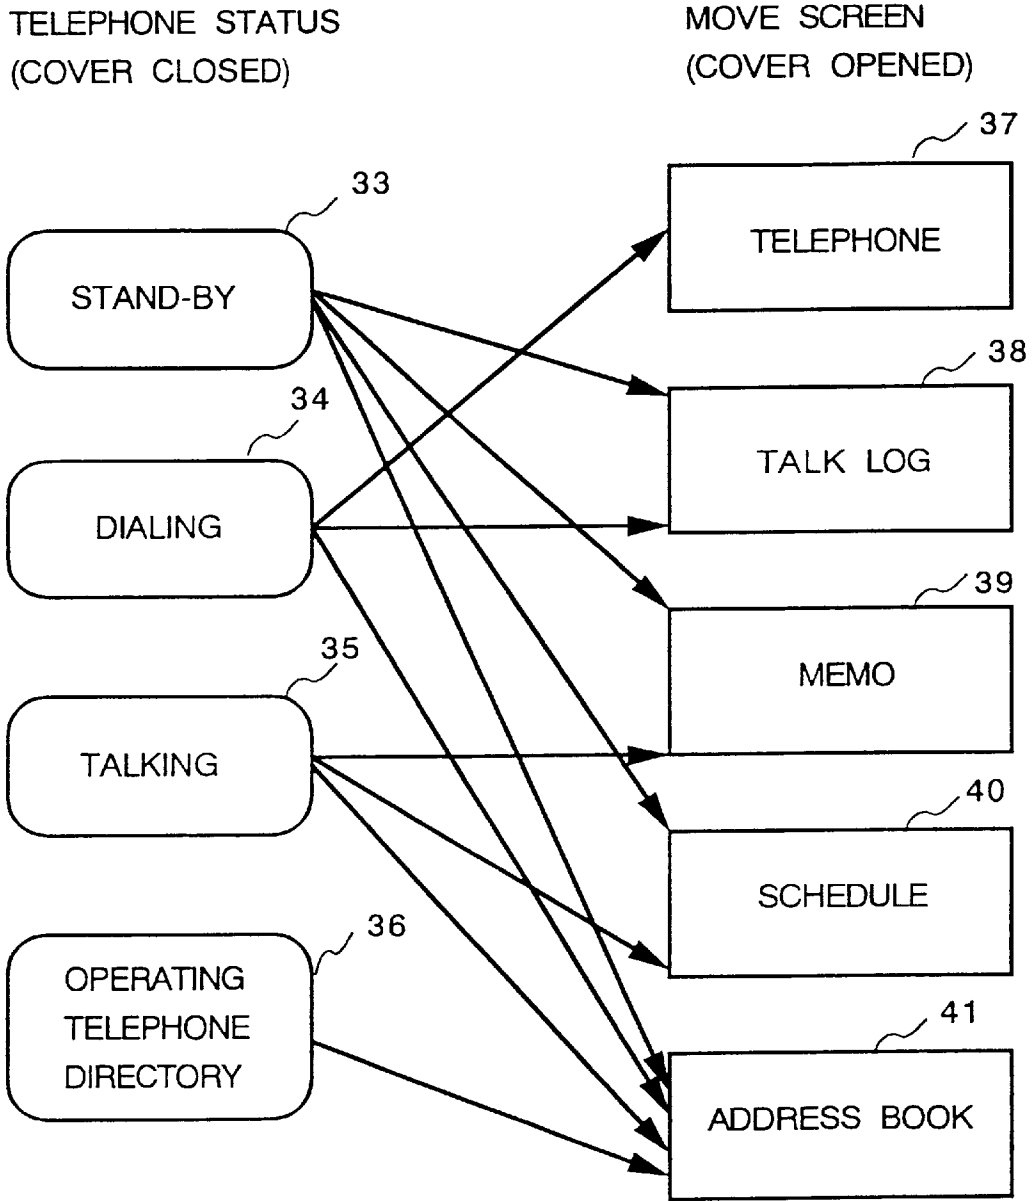 TELEPHONE STATUS
(COVER CLOSED)
MOVE SCREEN
(COVER OPENED)
33
STAND-BY
34
DIALING
35
TALKING
36
OPERATING
TELEPHONE
DIRECTORY
37
TELEPHONE
38
TALK LOG
39
MEMO
40
SCHEDULE
41
ADDRESS BOOK